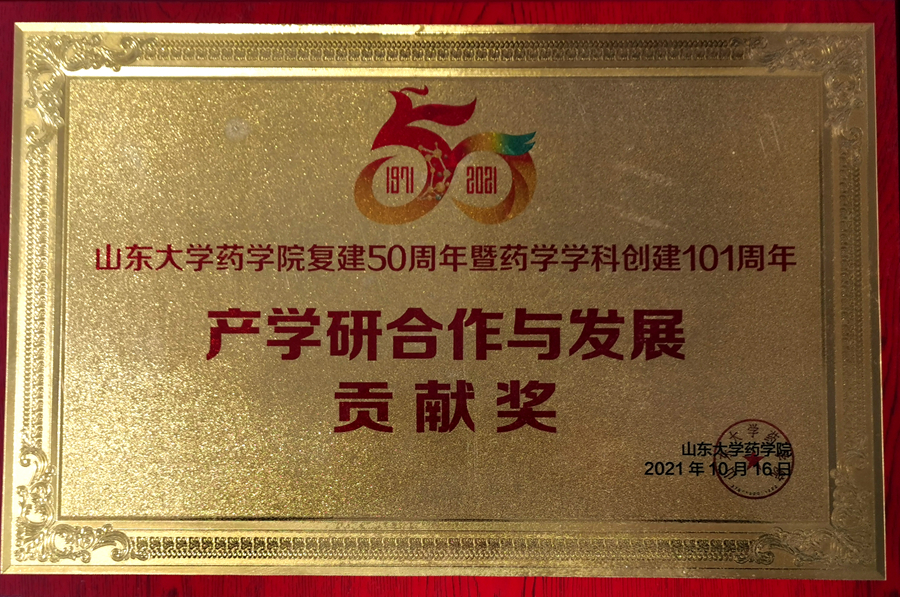 50
1971 2021
山东大学药学院复建50周年暨药学学科创建101周年
产学研合作与发展
贡献奖
山东大学药学院
2021年10月16日